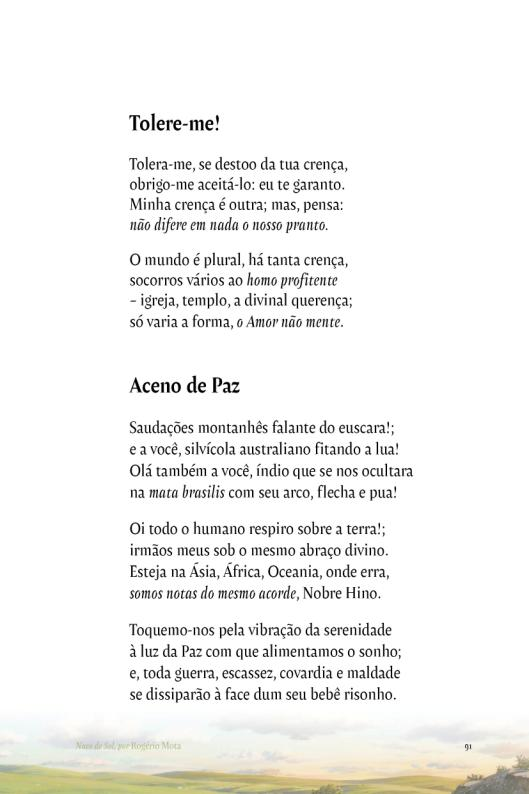 Tolere-me!
Tolera-me, se destoo da tua crença,
obrigo-me aceitá-lo: eu te garanto.
Minha crença é outra; mas, pensa:
não difere em nada o nosso pranto.
O mundo é plural, há tanta crença,
socorros vários ao homo profitente
– igreja, templo, a divinal querença;
só varia a forma, o Amor não mente.
Aceno de Paz
Saudações montanhês falante do euscara!;
e a você, silvícola australiano fitando a lua!
Olá também a você, índio que se nos ocultara
na mata brasilis com seu arco, flecha e pua!
Oi todo o humano respiro sobre a terra!;
irmãos meus sob o mesmo abraço divino.
Esteja na Ásia, África, Oceania, onde erra,
somos notas do mesmo acorde, Nobre Hino.
Toquemo-nos pela vibração da serenidade
à luz da Paz com que alimentamos o sonho;
e, toda guerra, escassez, covardia e maldade
se dissiparão à face dum seu bebê risonho.
de Sol, por Rogério Mota
91